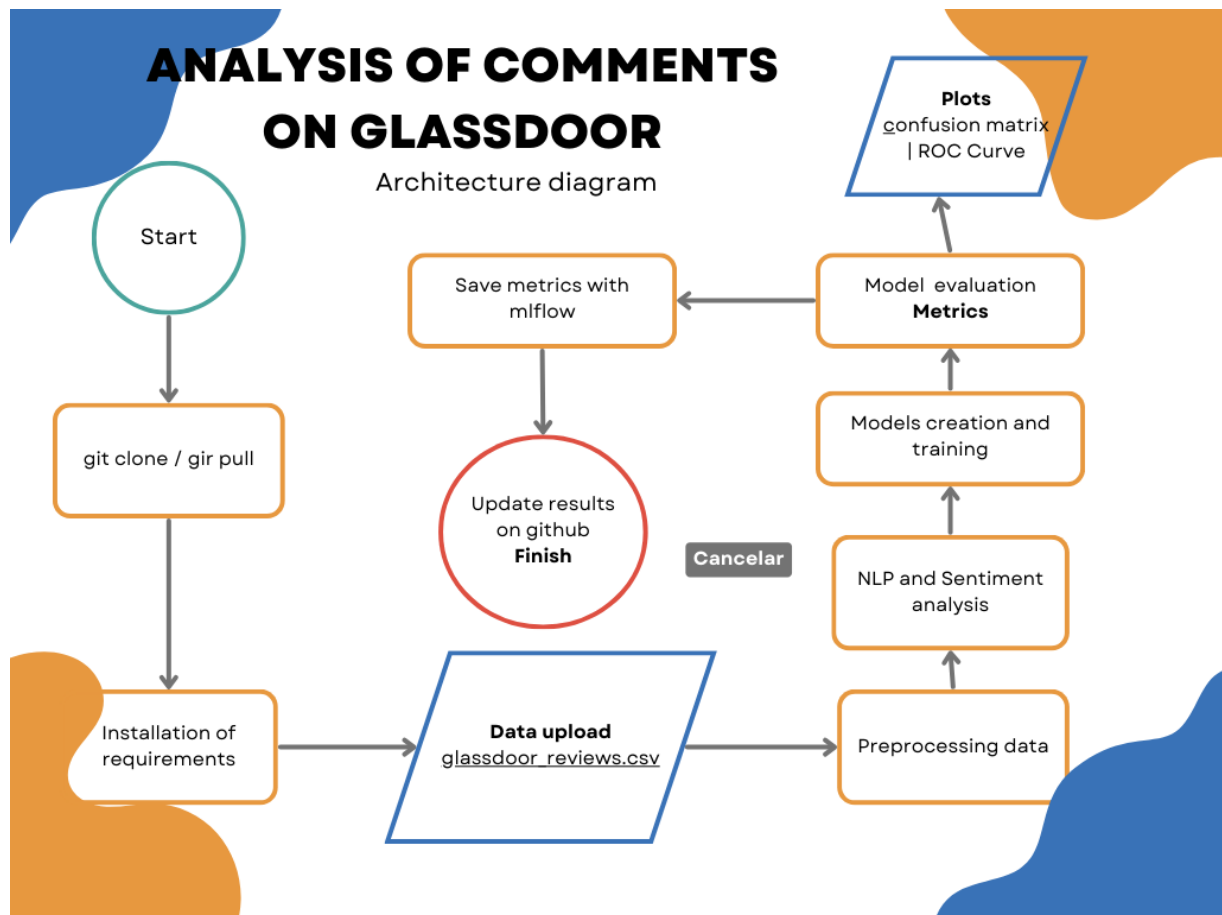 ANALYSIS OF COMMENTS
ON GLASSDOOR
Architecture diagram
Start
git clone / gir pull
Installation of
requirements
Data upload
glassdoor_reviews.csv
Preprocessing data
NLP and Sentiment
analysis
Models creation and
training
Model evaluation
Metrics
Plots
confusion matrix
| ROC Curve
Save metrics with
mlflow
Update results
on github
Finish
Cancelar